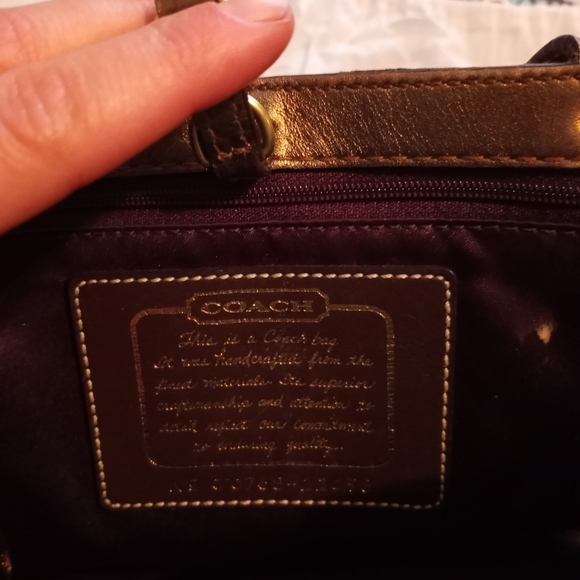 COACH
This is a Coach bag.
It was handcrafted from the
finest materials. Its superior
craftsmanship and attention to
detail reflect our commitment
to enduring quality.